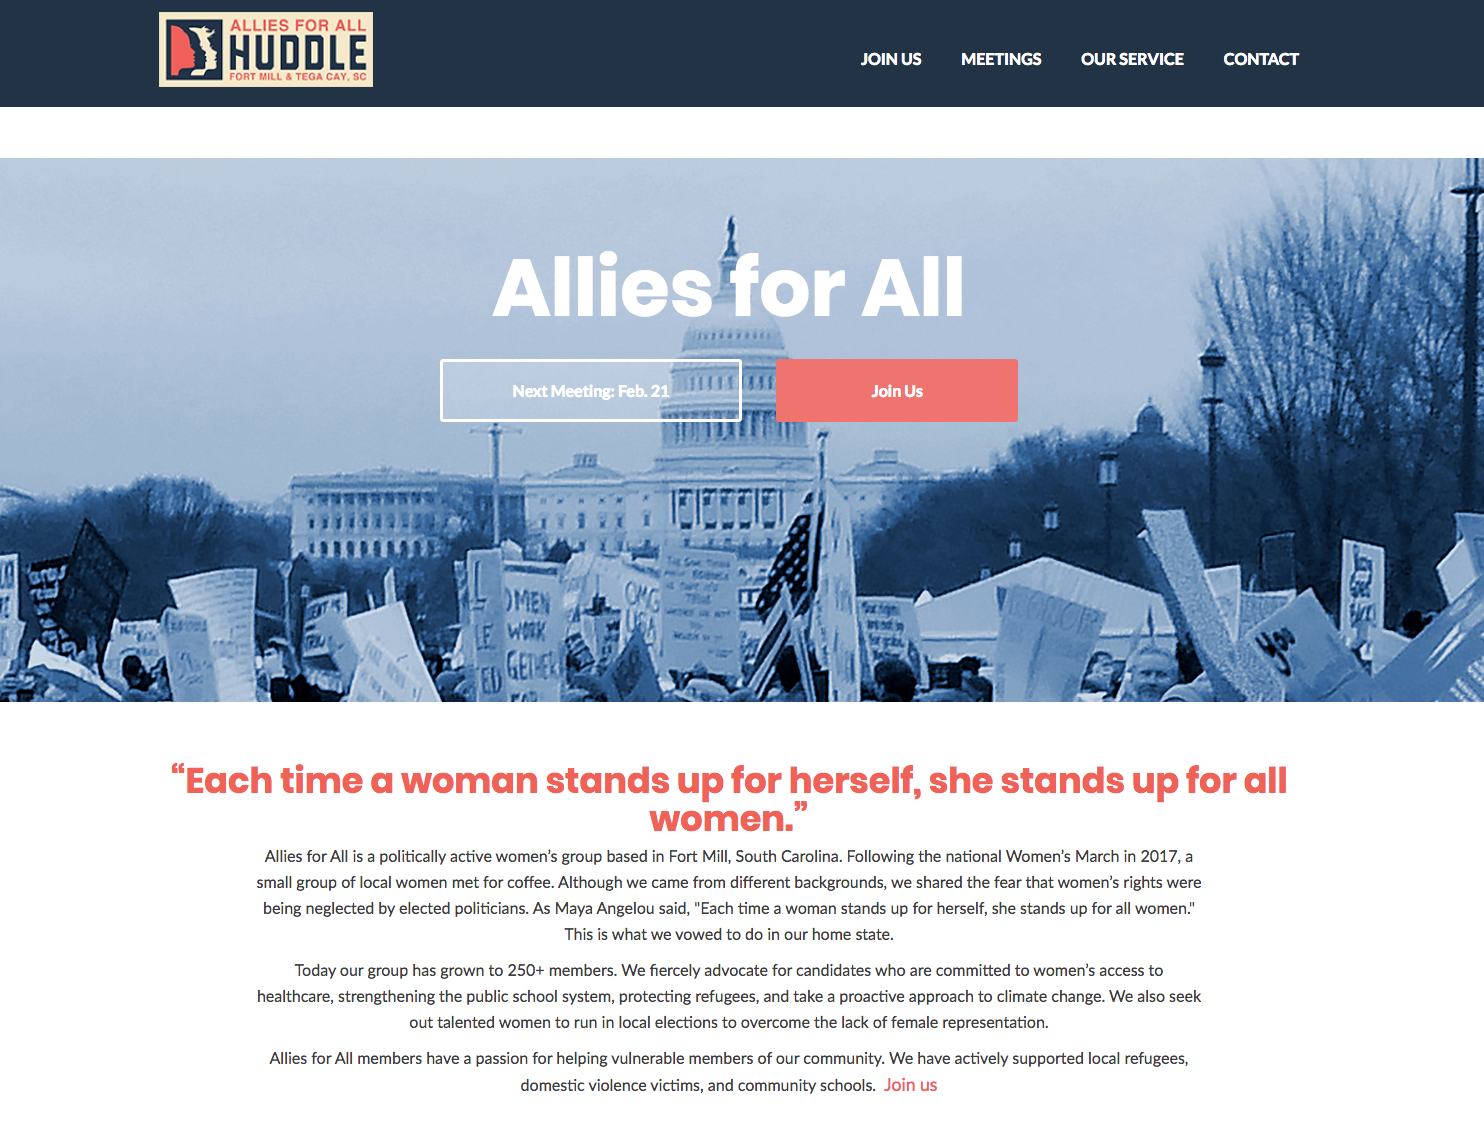 ALLIES FOR ALL
HUDDLE
FORT MILL & TEGA CAY, SC
JOIN US MEETINGS OUR SERVICE CONTACT
Allies for All
Next Meeting: Feb. 21
Join Us
OMEN
WORK
GENDER
OMG
You
“Each time a woman stands up for herself, she stands up for all
women.”
Allies for All is a politically active women’s group based in Fort Mill, South Carolina. Following the national Women’s March in 2017, a
small group of local women met for coffee. Although we came from different backgrounds, we shared the fear that women’s rights were
being neglected by elected politicians. As Maya Angelou said, "Each time a woman stands up for herself, she stands up for all women."
This is what we vowed to do in our home state.
Today our group has grown to 250+ members. We fiercely advocate for candidates who are committed to women’s access to
healthcare, strengthening the public school system, protecting refugees, and take a proactive approach to climate change. We also seek
out talented women to run in local elections to overcome the lack of female representation.
Allies for All members have a passion for helping vulnerable members of our community. We have actively supported local refugees,
domestic violence victims, and community schools. Join us